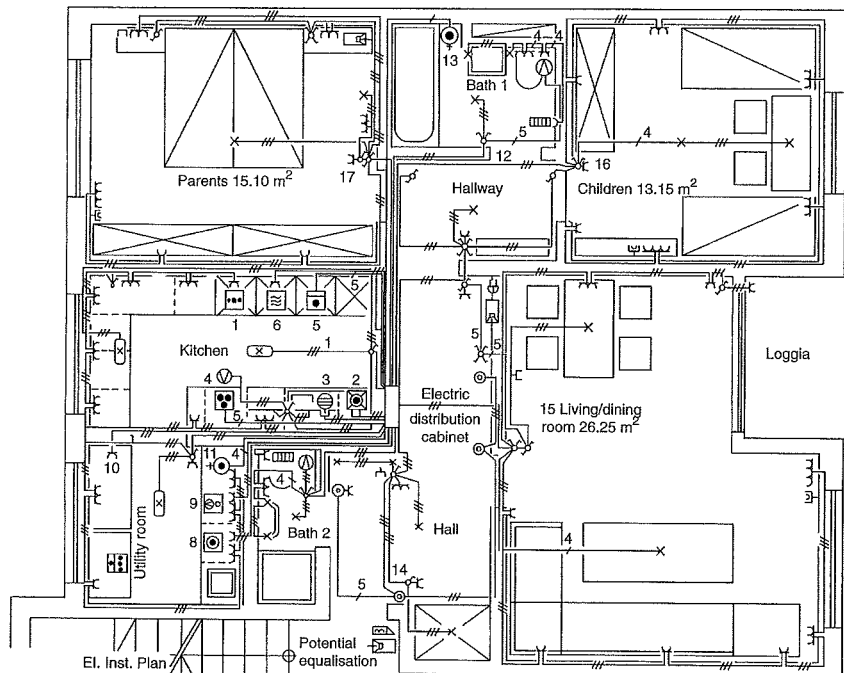 4
4
13
Bath 1
5
4
12
16
Parents 15.10 m²
17
Hallway
Children 13.15 m²
5
1
6
5
Kitchen
1
5
5
Loggia
4
3
2
5
Electric
distribution
cabinet
15 Living/dining
room 26.25 m²
10
11
4
4
9
8
Utility room
Bath 2
Hall
4
14
5
El. Inst. Plan
Potential
equalisation